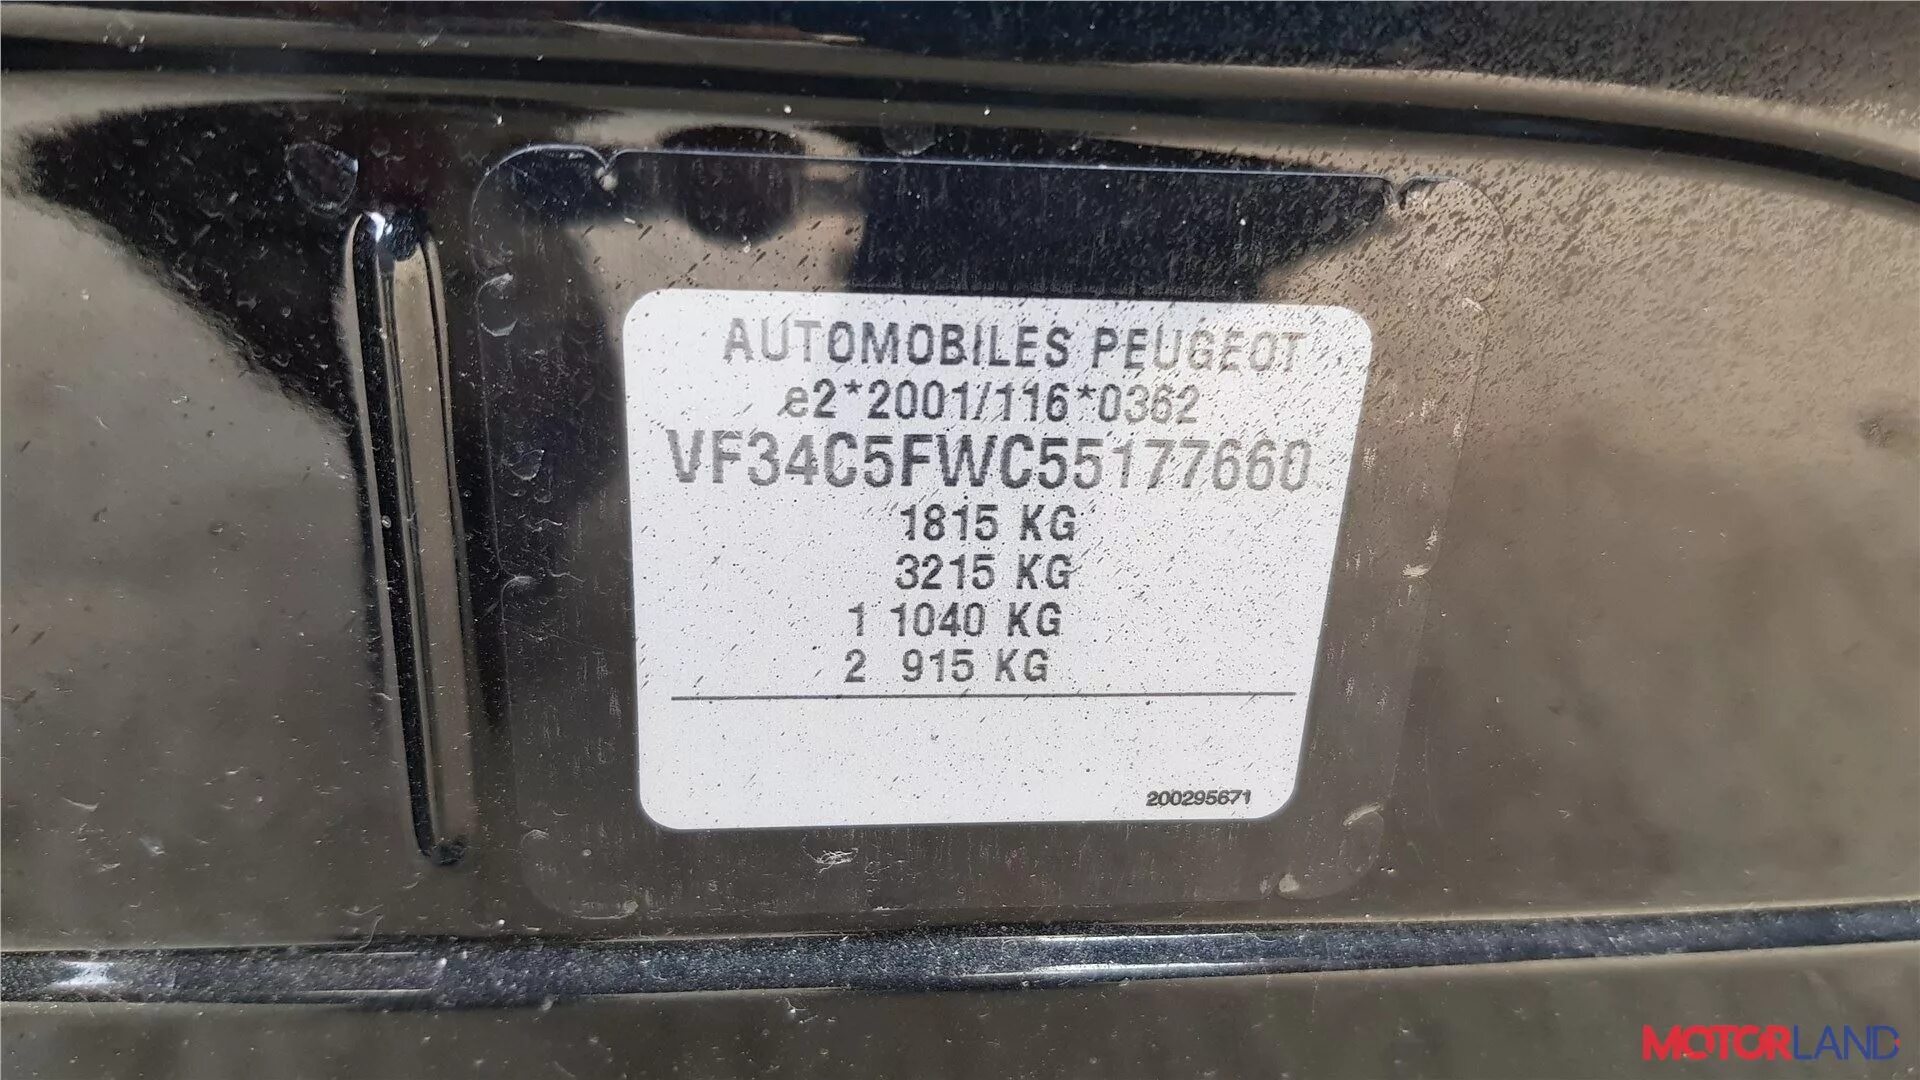 AUTOMOBILES PEUGEOT
e2*2001/116*0362
VF34C5FWC55177660
1815 KG
3215 KG
1 1040 KG
2 915 KG
200295671
MOTORLAND